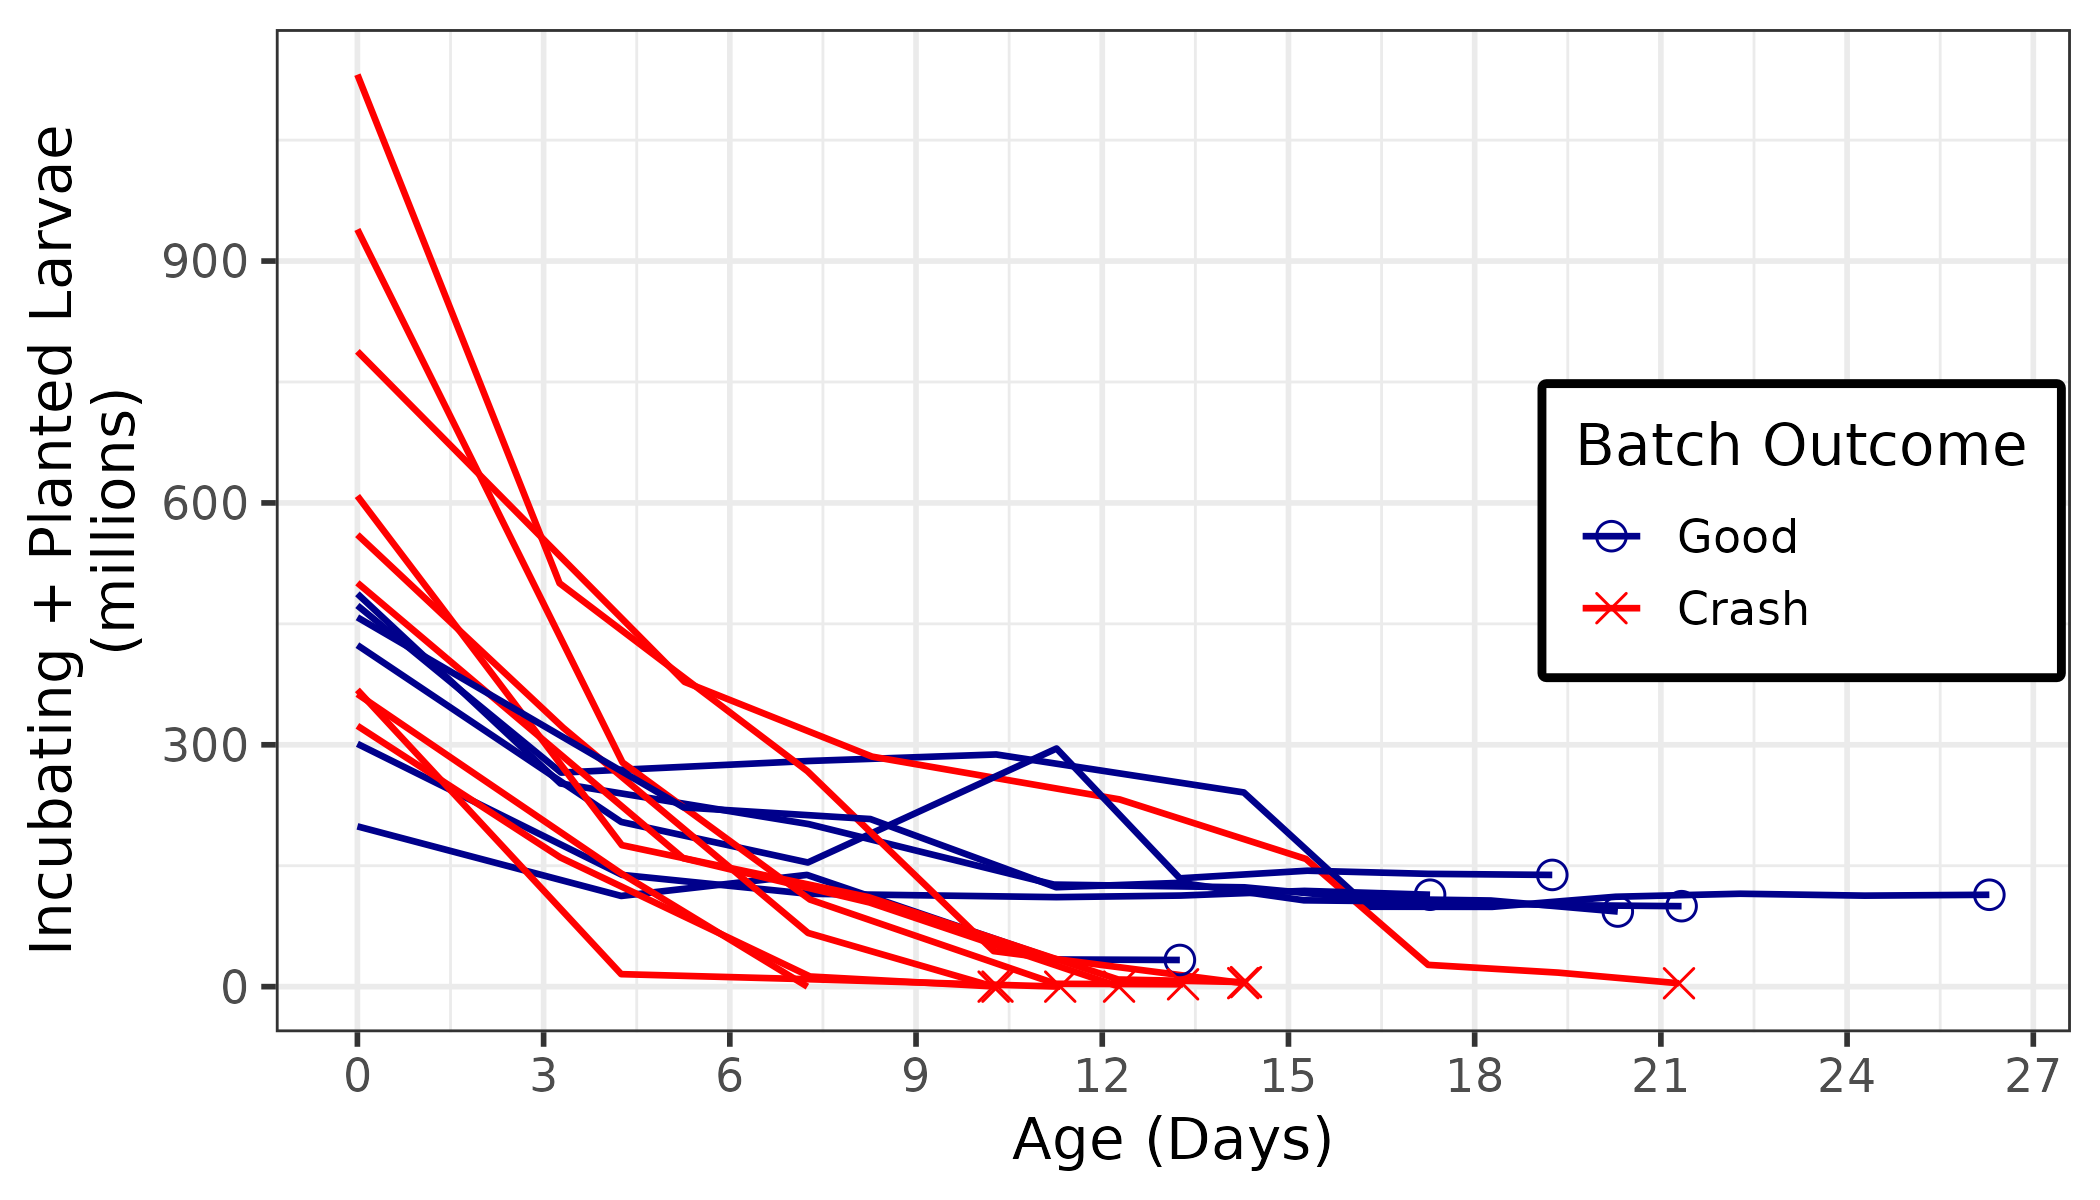 Incubating + Planted Larvae
(millions)
900
600
300
0
0 3 6 9 12 15 18 21 24 27
Age (Days)
Batch Outcome
Good
Crash